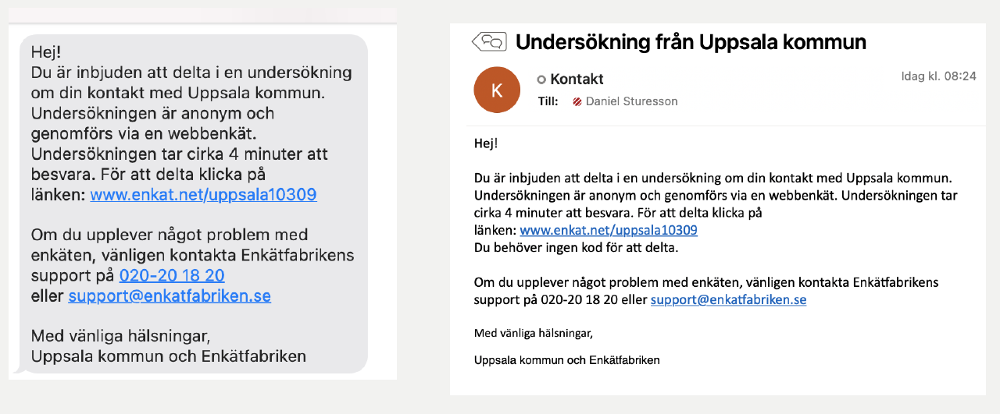 Hej!
Du är inbjuden att delta i en undersökning
om din kontakt med Uppsala kommun.
Undersökningen är anonym och
genomförs via en webbenkät.
Undersökningen tar cirka 4 minuter att
besvara. För att delta klicka på
länken: www.enkat.net/uppsala10309
Om du upplever något problem med
enkäten, vänligen kontakta Enkätfabrikens
support på 020-20 18 20
eller support@enkatfabriken.se
Med vänliga hälsningar,
Uppsala kommun och Enkätfabriken
Undersökning från Uppsala kommun
K
Kontakt
Idag kl. 08:24
Till: Daniel Sturesson
Hej!
Du är inbjuden att delta i en undersökning om din kontakt med Uppsala kommun.
Undersökningen är anonym och genomförs via en webbenkät. Undersökningen tar
cirka 4 minuter att besvara. För att delta klicka på
länken: www.enkat.net/uppsala10309
Du behöver ingen kod för att delta.
Om du upplever något problem med enkäten, vänligen kontakta Enkätfabrikens
support på 020-20 18 20 eller support@enkatfabriken.se
Med vänliga hälsningar,
Uppsala kommun och Enkätfabriken